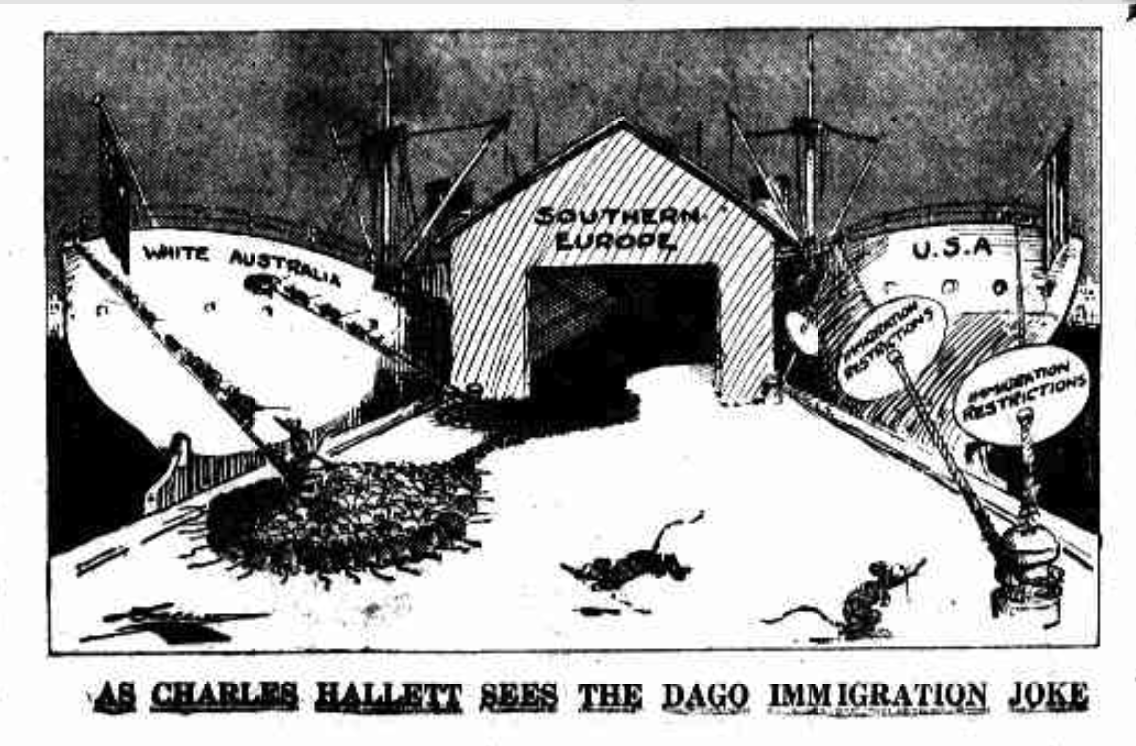 SOUTHERN-
EUROPE
WHITE AUSTRALIA
U.S.A
IMMIGRATION
RESTRICTIONS
IMMIGRATION
RESTRICTIONS
AS CHARLES HALLETT SEES THE DAGO IMMIGRATION JOKE